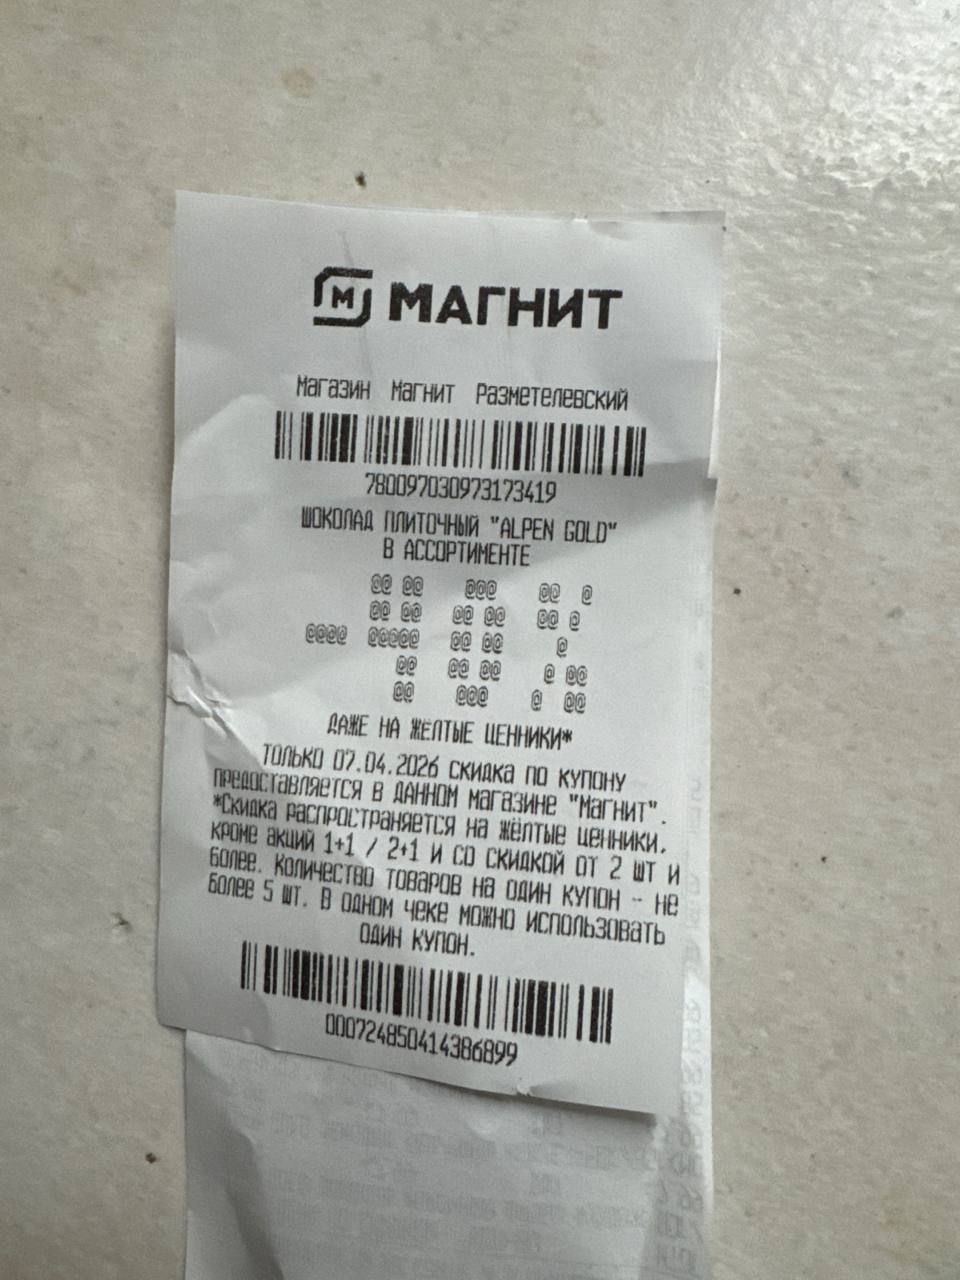 МАГНИТ
Магазин Магнит Разметелевский
780097030973173419
ШОКОЛАД ПЛИТОЧНЫЙ "ALPEN GOLD"
В АССОРТИМЕНТЕ
@@ @@ @@@ @@ @
@@ @@ @@ @@ @@ @
@@@@ @@@@@ @@ @@ @
@@ @@ @@ @ @@
@@ @@@ @ @@
ДАЖЕ НА ЖЁЛТЫЕ ЦЕННИКИ*
ТОЛЬКО 07.04.2026 СКИДКА ПО КУПОНУ
ПРЕДОСТАВЛЯЕТСЯ В ДАННОМ МАГАЗИНЕ "МАГНИТ".
*СКИДКА РАСПРОСТРАНЯЕТСЯ НА ЖЁЛТЫЕ ЦЕННИКИ,
КРОМЕ АКЦИЙ 1+1 / 2+1 И СО СКИДКОЙ ОТ 2 ШТ И
БОЛЕЕ. КОЛИЧЕСТВО ТОВАРОВ НА ОДИН КУПОН - НЕ
БОЛЕЕ 5 ШТ. В ОДНОМ ЧЕКЕ МОЖНО ИСПОЛЬЗОВАТЬ
ОДИН КУПОН.
000724850414386899